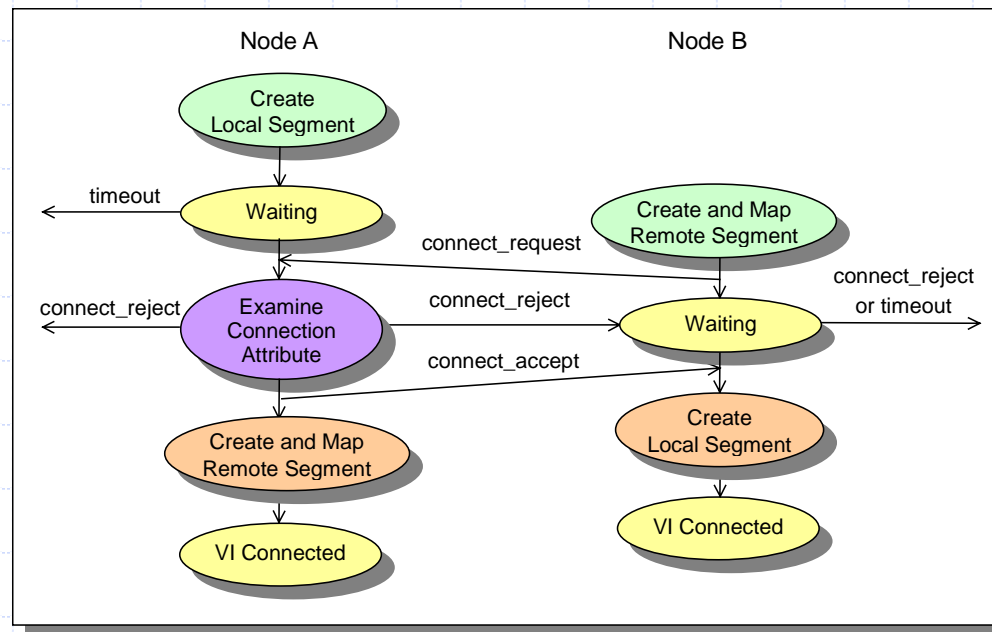 Node A
Node B
Create
Local Segment
timeout
Waiting
Create and Map
Remote Segment
connect_request
connect_reject
or timeout
connect_reject
Examine
Connection
Attribute
connect_reject
Waiting
connect_accept
Create
Local Segment
Create and Map
Remote Segment
VI Connected
VI Connected